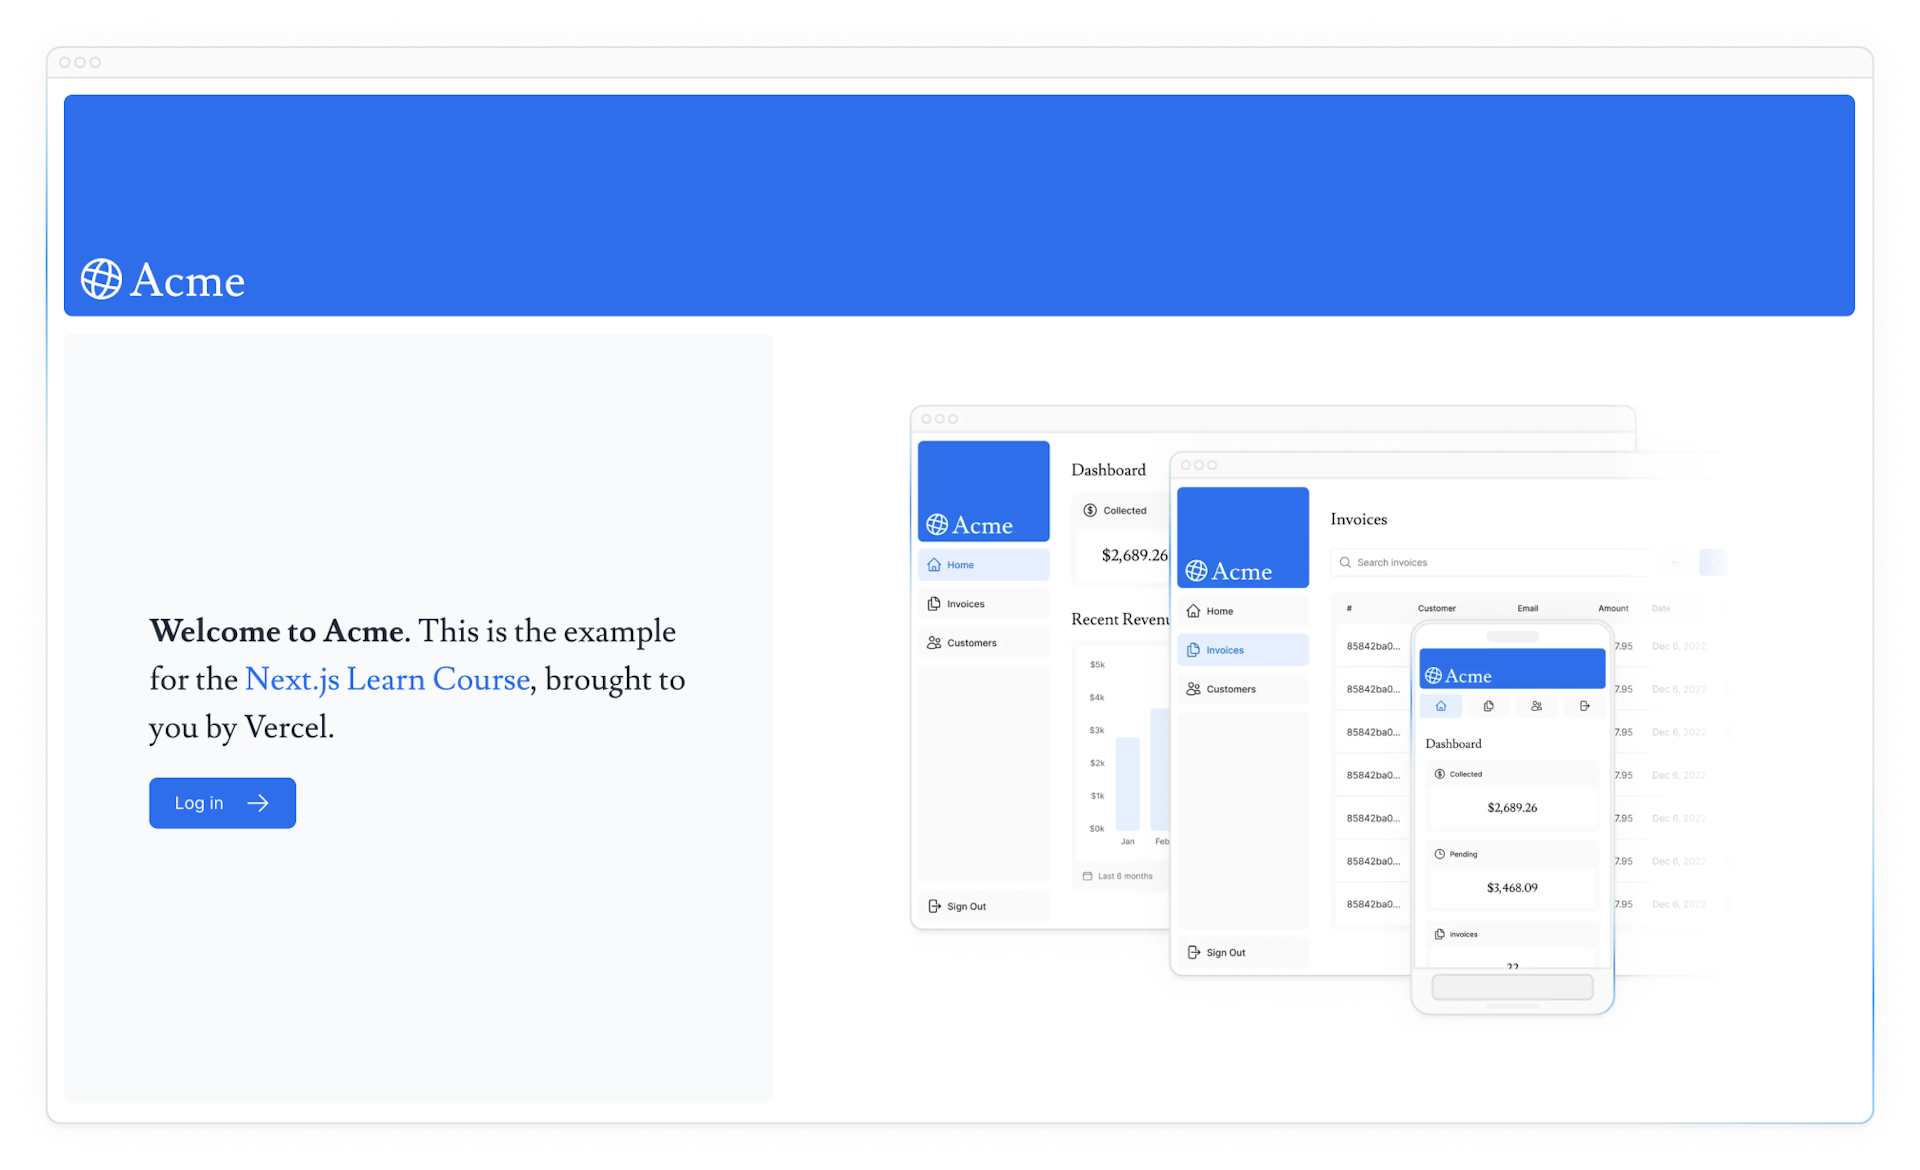 Acme
Welcome to Acme. This is the example
for the Next.js Learn Course, brought to
you by Vercel.
Log in
Acme
Home
Invoices
Customers
Sign Out
Dashboard
Collected
$2,689.26
Recent Revenu
$5k
$4k
$3k
$2k
$1k
$0k
Jan Feb
Last 6 months
Acme
Home
Invoices
Customers
Sign Out
Invoices
Search invoices
# Customer Email Amount Date
85842ba0... 7.95 Dec 6, 2022
85842ba0... 7.95 Dec 6, 2022
85842ba0... 7.95 Dec 6, 2022
85842ba0... 7.95 Dec 6, 2022
85842ba0... 7.95 Dec 6, 2022
85842ba0... 7.95 Dec 6, 2022
85842ba0... 7.95 Dec 6, 2022
Acme
Dashboard
Collected
$2,689.26
Pending
$3,468.09
Invoices
22